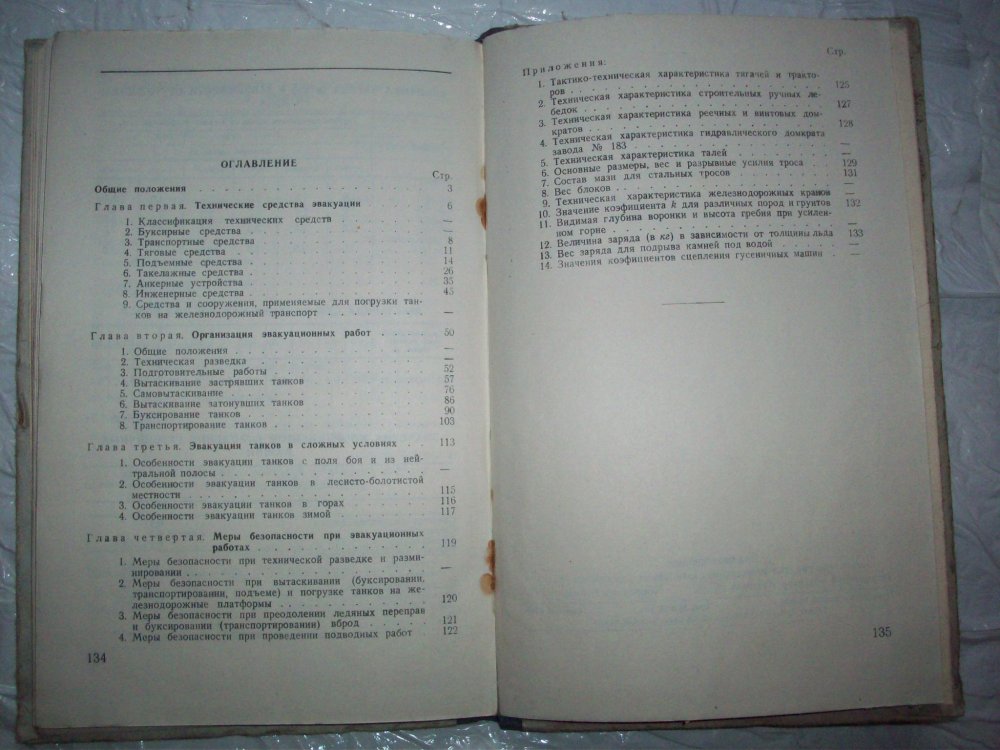 ОГЛАВЛЕНИЕ
Стр.
Общие положения . . . . . . . . . . . . . . 3
Глава первая. Технические средства эвакуации 6
1. Классификация технических средств —
2. Буксирные средства . . . . . . . . . —
3. Транспортные средства . . . . . . . . 8
4. Тяговые средства . . . . . . . . . . 11
5. Подъемные средства . . . . . . . . . 14
6. Такелажные средства . . . . . . . . . 26
7. Анкерные устройства . . . . . . . . . 35
8. Инженерные средства . . . . . . . . . 45
9. Средства и сооружения, применяемые для погрузки тан-
ков на железнодорожный транспорт . . . . . . —
Глава вторая. Организация эвакуационных работ . . 50
1. Общие положения . . . . . . . . . . —
2. Техническая разведка . . . . . . . . —
3. Подготовительные работы . . . . . . . 52
4. Вытаскивание застрявших танков . . . . 57
5. Самовытаскивание . . . . . . . . . . 76
6. Вытаскивание затонувших танков . . . . 86
7. Буксирование танков . . . . . . . . . 90
8. Транспортирование танков . . . . . . . 103
Глава третья. Эвакуация танков в сложных условиях . . 113
1. Особенности эвакуации танков с поля боя и из ней-
тральной полосы . . . . . . . . . . . —
2. Особенности эвакуации танков в лесисто-болотистой
местности . . . . . . . . . . . . . 115
3. Особенности эвакуации танков в горах . . . . 116
4. Особенности эвакуации танков зимой . . . . . 117
Глава четвертая. Меры безопасности при эвакуационных
работах . . . . . . . . . . . . 119
1. Меры безопасности при технической разведке и разми-
нировании . . . . . . . . . . . . . —
2. Меры безопасности при вытаскивании (буксировании,
транспортировании, подъеме) и погрузке танков на же-
лезнодорожные платформы . . . . . . . . 120
3. Меры безопасности при преодолении ледяных переправ
и буксировании (транспортировании) вброд . . . . 121
4. Меры безопасности при проведении подводных работ 122
134
Стр.
Приложения:
1. Тактико-техническая характеристика тягачей и тракто-
ров . . . . . . . . . . . . . . . 125
2. Техническая характеристика строительных ручных ле-
бедок . . . . . . . . . . . . . . 127
3. Техническая характеристика реечных и винтовых дом-
кратов . . . . . . . . . . . . . . 128
4. Техническая характеристика гидравлического домкрата
завода № 183 . . . . . . . . . . . —
5. Техническая характеристика талей . . . . . —
6. Основные размеры, вес и разрывные усилия троса . 129
7. Состав мази для стальных тросов . . . . . 131
8. Вес блоков . . . . . . . . . . . . —
9. Техническая характеристика железнодорожных кранов —
10. Значение коэфициента k для различных пород и грунтов 132
11. Видимая глубина воронки и высота гребня при усилен-
ном горне . . . . . . . . . . . . . —
12. Величина заряда (в кг) в зависимости от толщины льда 133
13. Вес заряда для подрыва камней под водой . . . —
14. Значения коэфициентов сцепления гусеничных машин . —
135